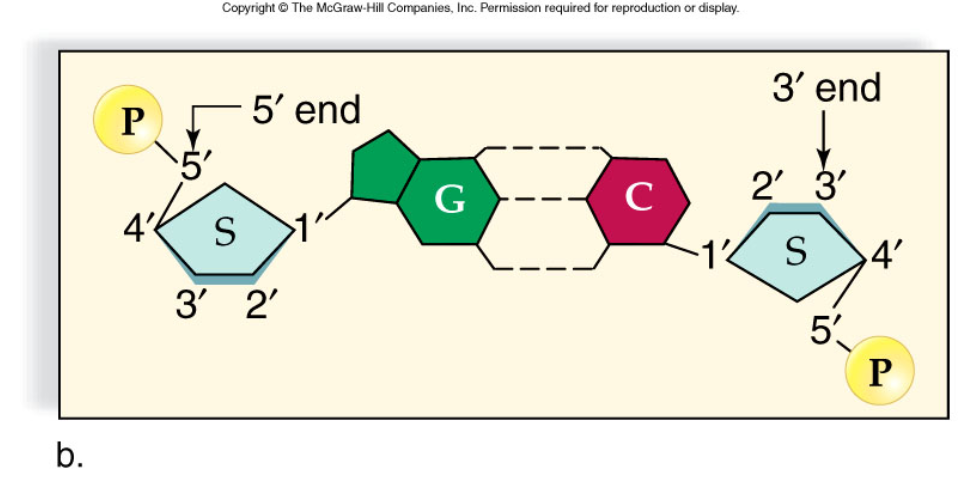 Copyright © The McGraw-Hill Companies, Inc. Permission required for reproduction or display.
P
5′ end
3′ end
5′
2′ 3′
4′ S 1′
G
C
1′ S 4′
3′ 2′
5′
P
b.